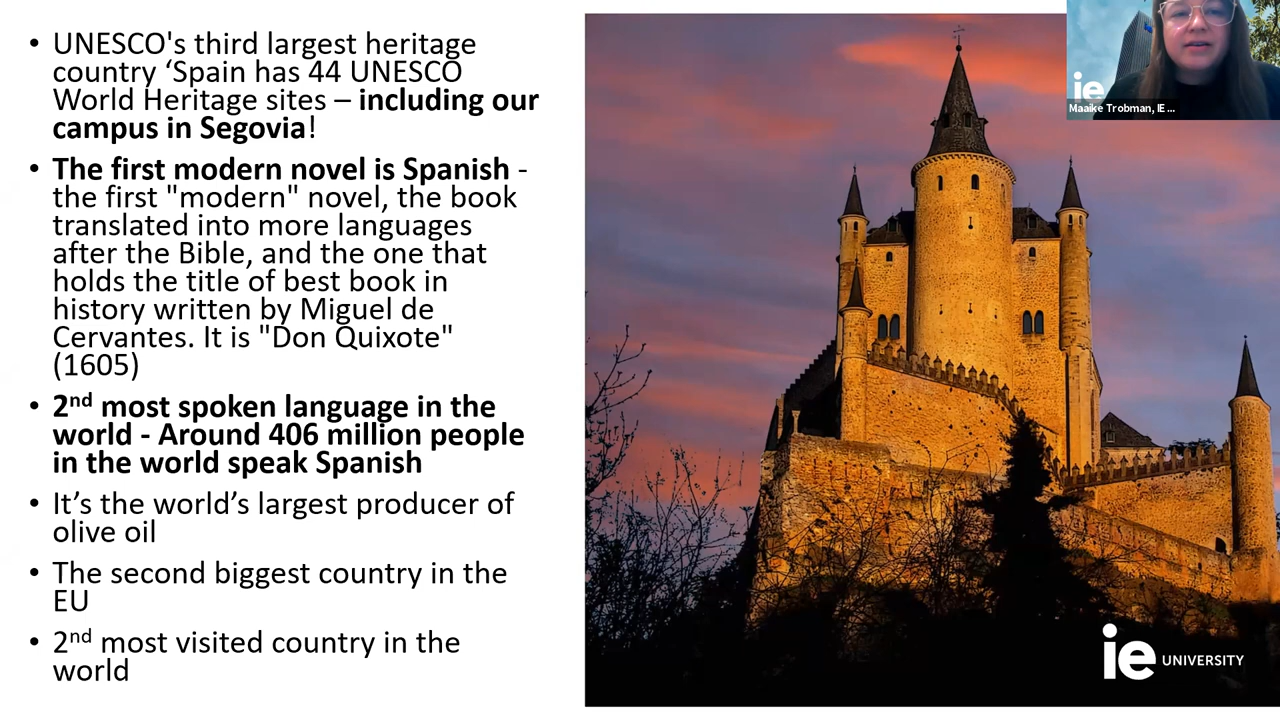 • UNESCO's third largest heritage
country ‘Spain has 44 UNESCO
World Heritage sites – including our
campus in Segovia!
• The first modern novel is Spanish -
the first "modern" novel, the book
translated into more languages
after the Bible, and the one that
holds the title of best book in
history written by Miguel de
Cervantes. It is "Don Quixote"
(1605)
• 2nd most spoken language in the
world - Around 406 million people
in the world speak Spanish
• It’s the world’s largest producer of
olive oil
• The second biggest country in the
EU
• 2nd most visited country in the
world
ie
Maaike Trobman, IE ...
ie UNIVERSITY